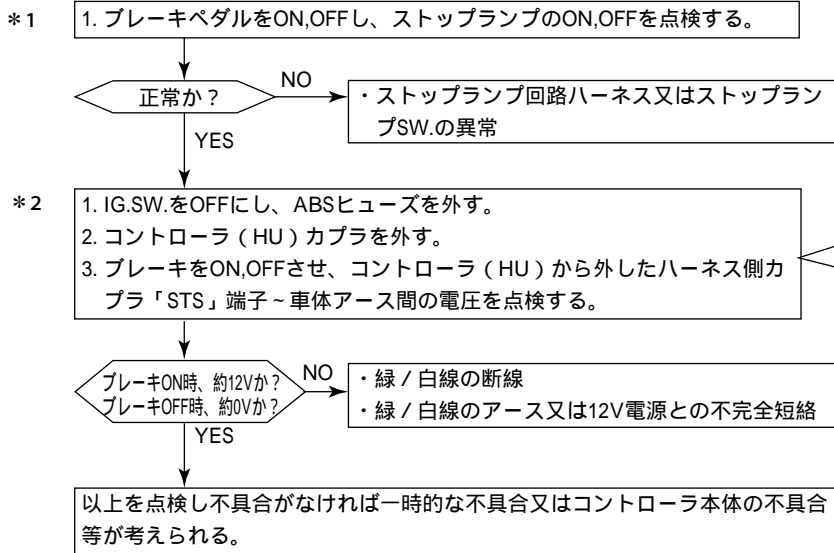 ＊1
1. ブレーキペダルをON,OFFし、ストップランプのON,OFFを点検する。
正常か？
NO
・ストップランプ回路ハーネス又はストップラン
プSW.の異常
YES
＊2
1. IG.SW.をOFFにし、ABSヒューズを外す。
2. コントローラ（HU）カプラを外す。
3. ブレーキをON,OFFさせ、コントローラ（HU）から外したハーネス側カ
プラ「STS」端子～車体アース間の電圧を点検する。
ブレーキON時、約12Vか？
ブレーキOFF時、約0Vか？
NO
・緑／白線の断線
・緑／白線のアース又は12V電源との不完全短絡
YES
以上を点検し不具合がなければ一時的な不具合又はコントローラ本体の不具合
等が考えられる。